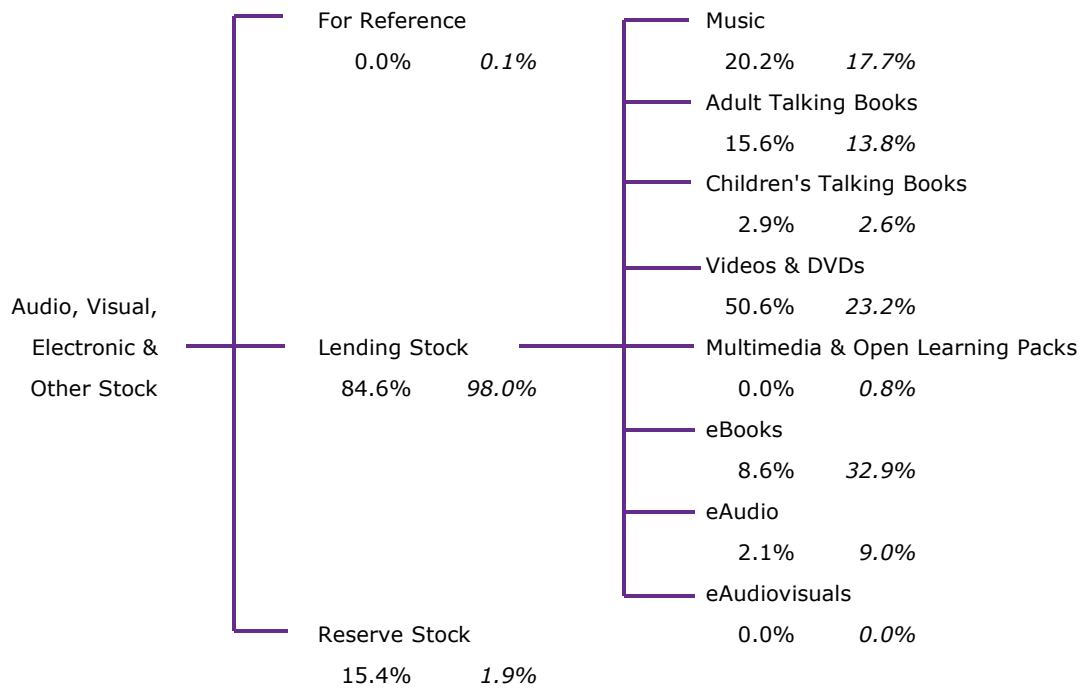 For Reference
0.0% 0.1%
Music
20.2% 17.7%
Adult Talking Books
15.6% 13.8%
Children's Talking Books
2.9% 2.6%
Videos & DVDs
50.6% 23.2%
Audio, Visual,
Electronic &
Other Stock
Lending Stock
84.6% 98.0%
Multimedia & Open Learning Packs
0.0% 0.8%
eBooks
8.6% 32.9%
eAudio
2.1% 9.0%
eAudiovisuals
0.0% 0.0%
Reserve Stock
15.4% 1.9%